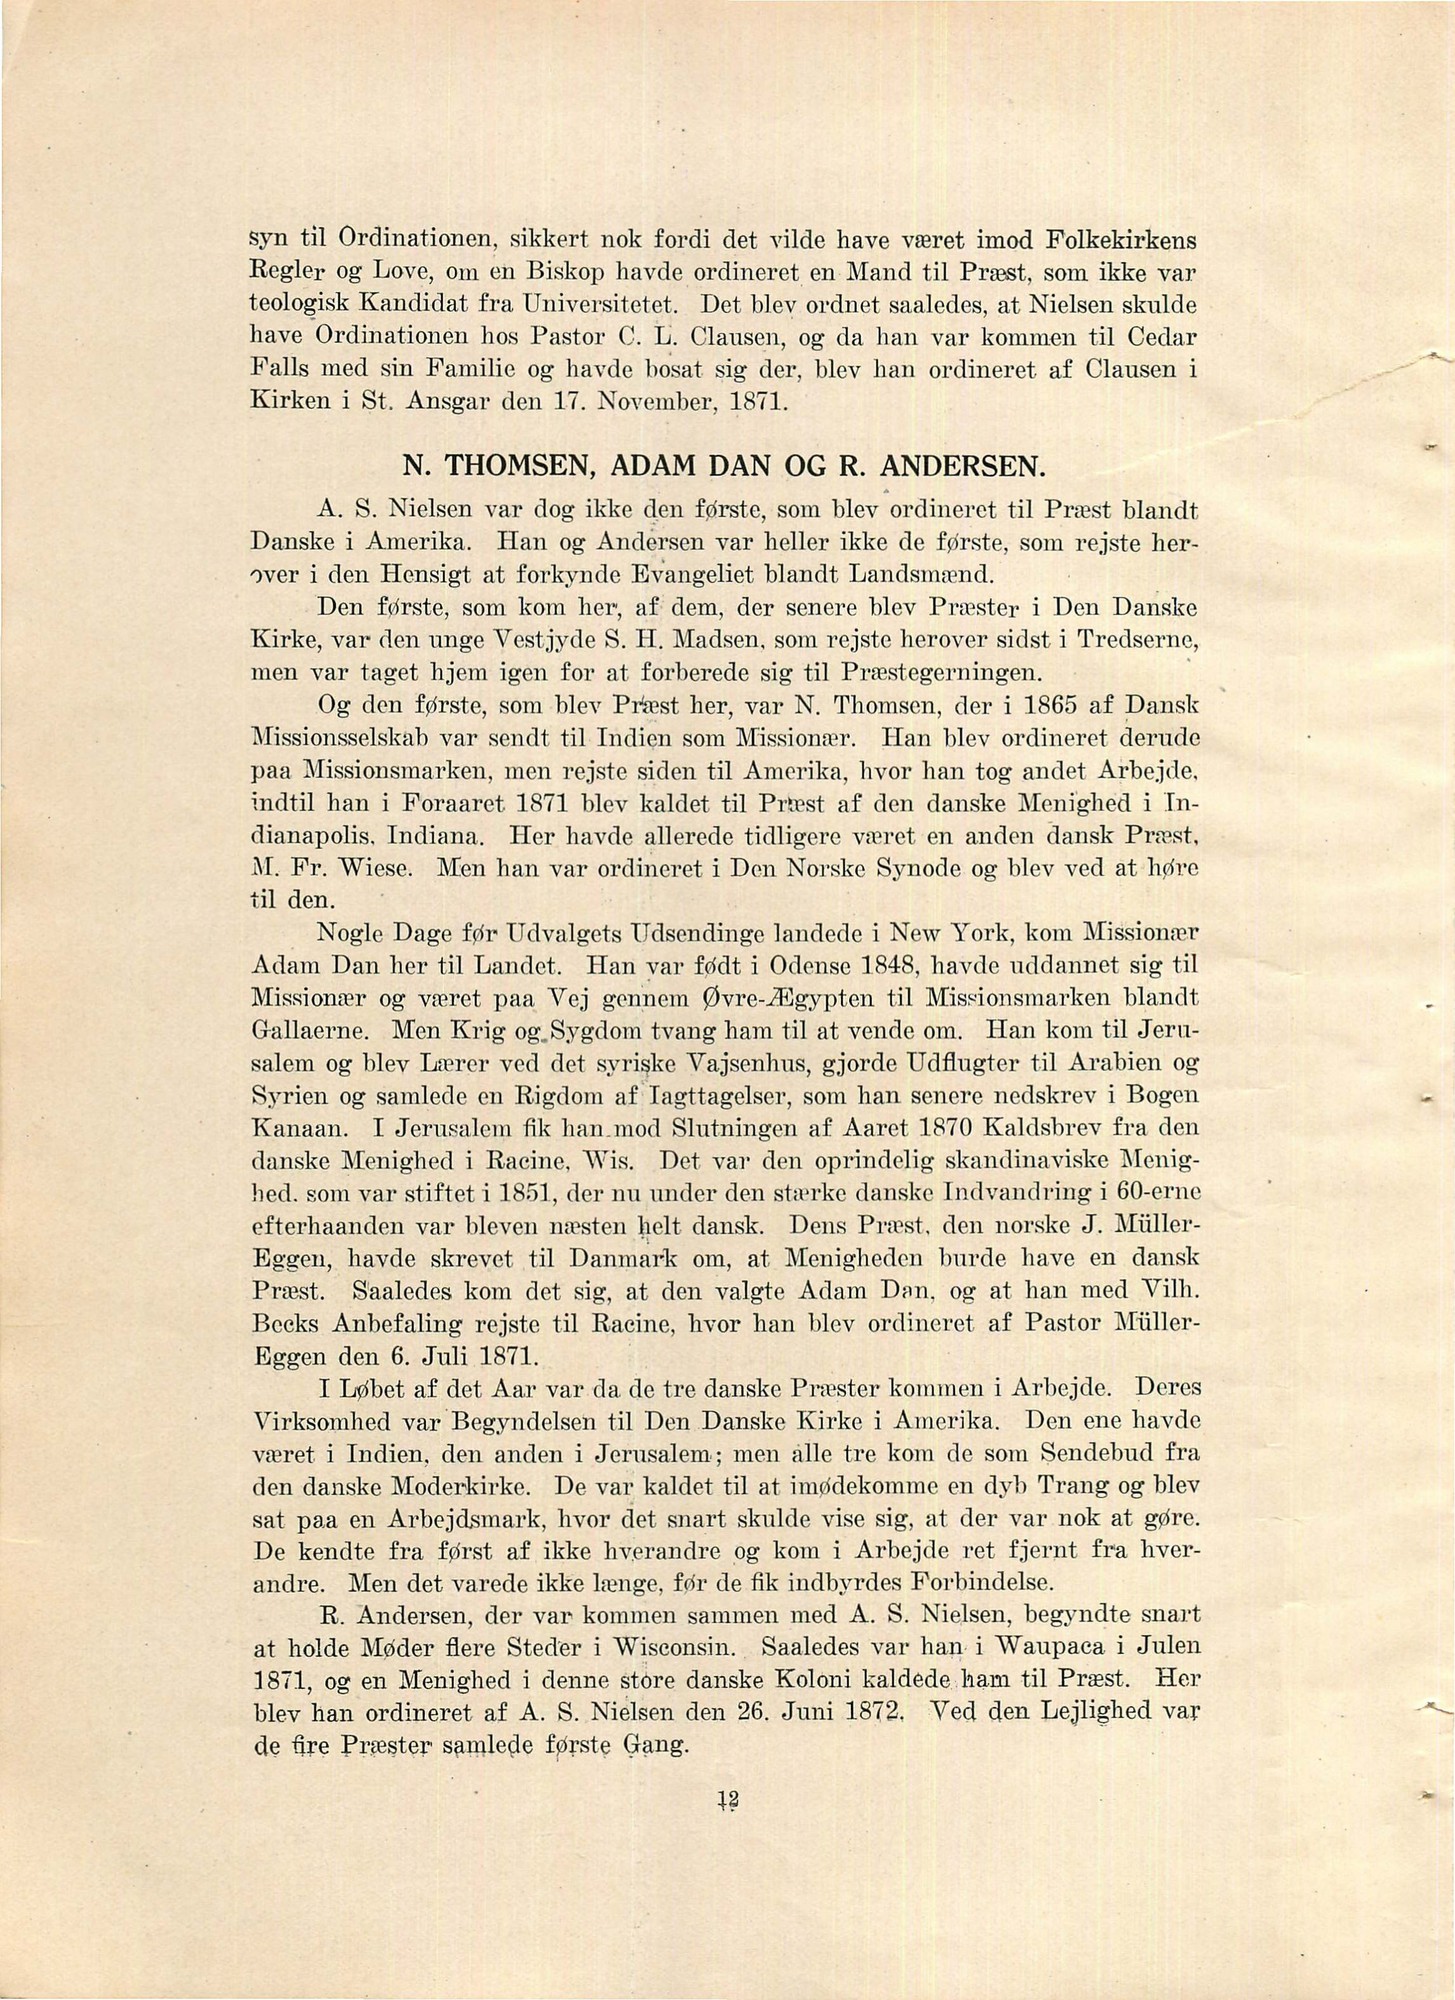 syn til Ordinationen, sikkert nok fordi det vilde have været imod Folkekirkens
Regler og Love, om en Biskop havde ordineret en Mand til Præst, som ikke var
teologisk Kandidat fra Universitetet. Det blev ordnet saaledes, at Nielsen skulde
have Ordinationen hos Pastor C. L. Clausen, og da han var kommen til Cedar
Falls med sin Familie og havde bosat sig der, blev han ordineret af Clausen i
Kirken i St. Ansgar den 17. November, 1871.
N. THOMSEN, ADAM DAN OG R. ANDERSEN.
A. S. Nielsen var dog ikke den første, som blev ordineret til Præst blandt
Danske i Amerika. Han og Andersen var heller ikke de første, som rejste her-
over i den Hensigt at forkynde Evangeliet blandt Landsmænd.
Den første, som kom her, af dem, der senere blev Præster i Den Danske
Kirke, var den unge Vestjyde S. H. Madsen, som rejste herover sidst i Tredserne,
men var taget hjem igen for at forberede sig til Præstegerningen.
Og den første, som blev Præst her, var N. Thomsen, der i 1865 af Dansk
Missionsselskab var sendt til Indien som Missionær. Han blev ordineret derude
paa Missionsmarken, men rejste siden til Amerika, hvor han tog andet Arbejde,
indtil han i Foraaret 1871 blev kaldet til Præst af den danske Menighed i In-
dianapolis, Indiana. Her havde allerede tidligere været en anden dansk Præst,
M. Fr. Wiese. Men han var ordineret i Den Norske Synode og blev ved at høre
til den.
Nogle Dage før Udvalgets Udsendinge landede i New York, kom Missionær
Adam Dan her til Landet. Han var født i Odense 1848, havde uddannet sig til
Missionær og været paa Vej gennem Øvre-Ægypten til Missionsmarken blandt
Gallaerne. Men Krig og Sygdom tvang ham til at vende om. Han kom til Jeru-
salem og blev Lærer ved det syriske Vajsenhus, gjorde Udflugter til Arabien og
Syrien og samlede en Rigdom af Iagttagelser, som han senere nedskrev i Bogen
Kanaan. I Jerusalem fik han mod Slutningen af Aaret 1870 Kaldsbrev fra den
danske Menighed i Racine, Wis. Det var den oprindelig skandinaviske Menig-
hed, som var stiftet i 1851, der nu under den stærke danske Indvandring i 60-erne
efterhaanden var bleven næsten helt dansk. Dens Præst, den norske J. Müller-
Eggen, havde skrevet til Danmark om, at Menigheden burde have en dansk
Præst. Saaledes kom det sig, at den valgte Adam Dan, og at han med Vilh.
Becks Anbefaling rejste til Racine, hvor han blev ordineret af Pastor Müller-
Eggen den 6. Juli 1871.
I Løbet af det Aar var da de tre danske Præster kommen i Arbejde. Deres
Virksomhed var Begyndelsen til Den Danske Kirke i Amerika. Den ene havde
været i Indien, den anden i Jerusalem; men alle tre kom de som Sendebud fra
den danske Moderkirke. De var kaldet til at imødekomme en dyb Trang og blev
sat paa en Arbejdsmark, hvor det snart skulde vise sig, at der var nok at gøre.
De kendte fra først af ikke hverandre og kom i Arbejde ret fjernt fra hver-
andre. Men det varede ikke længe, før de fik indbyrdes Forbindelse.
R. Andersen, der var kommen sammen med A. S. Nielsen, begyndte snart
at holde Møder flere Steder i Wisconsin. Saaledes var han i Waupaca i Julen
1871, og en Menighed i denne store danske Koloni kaldede ham til Præst. Her
blev han ordineret af A. S. Nielsen den 26. Juni 1872. Ved den Lejlighed var
de fire Præster samlede første Gang.
12